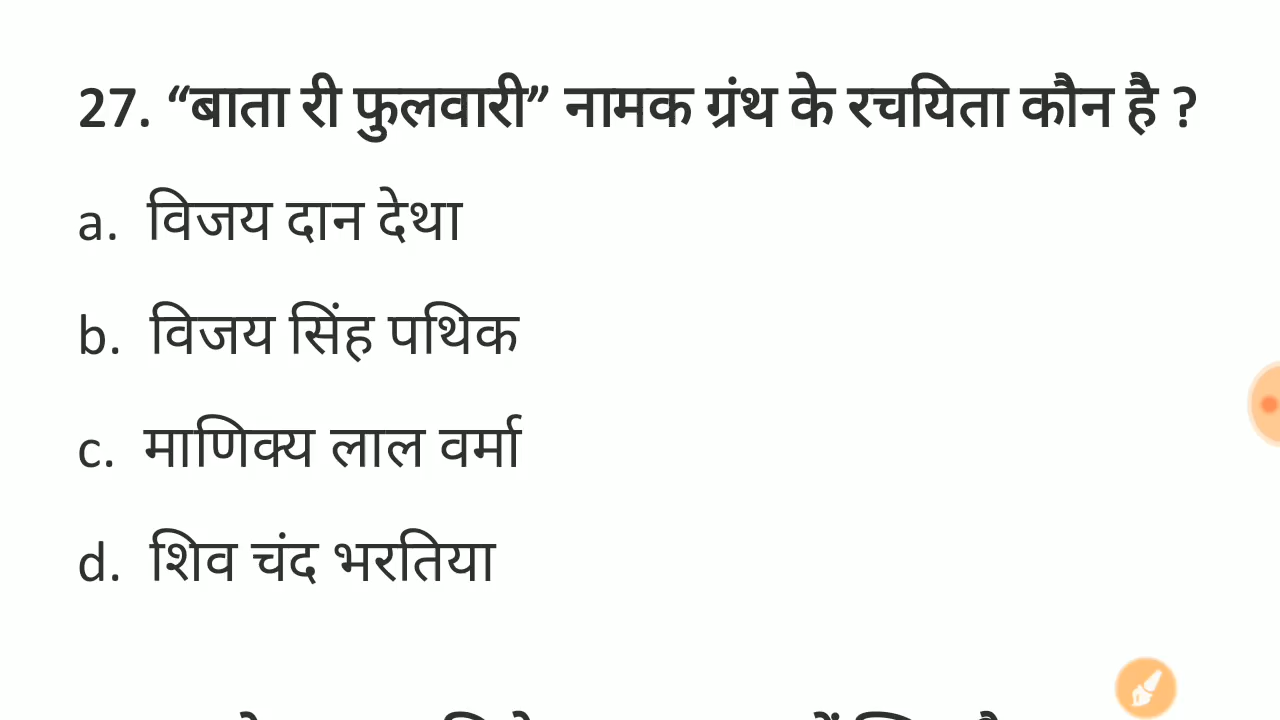 27. “बाता री फुलवारी” नामक ग्रंथ के रचयिता कौन है ?
a. विजय दान देथा
b. विजय सिंह पथिक
c. माणिक्य लाल वर्मा
d. शिव चंद भरतिया